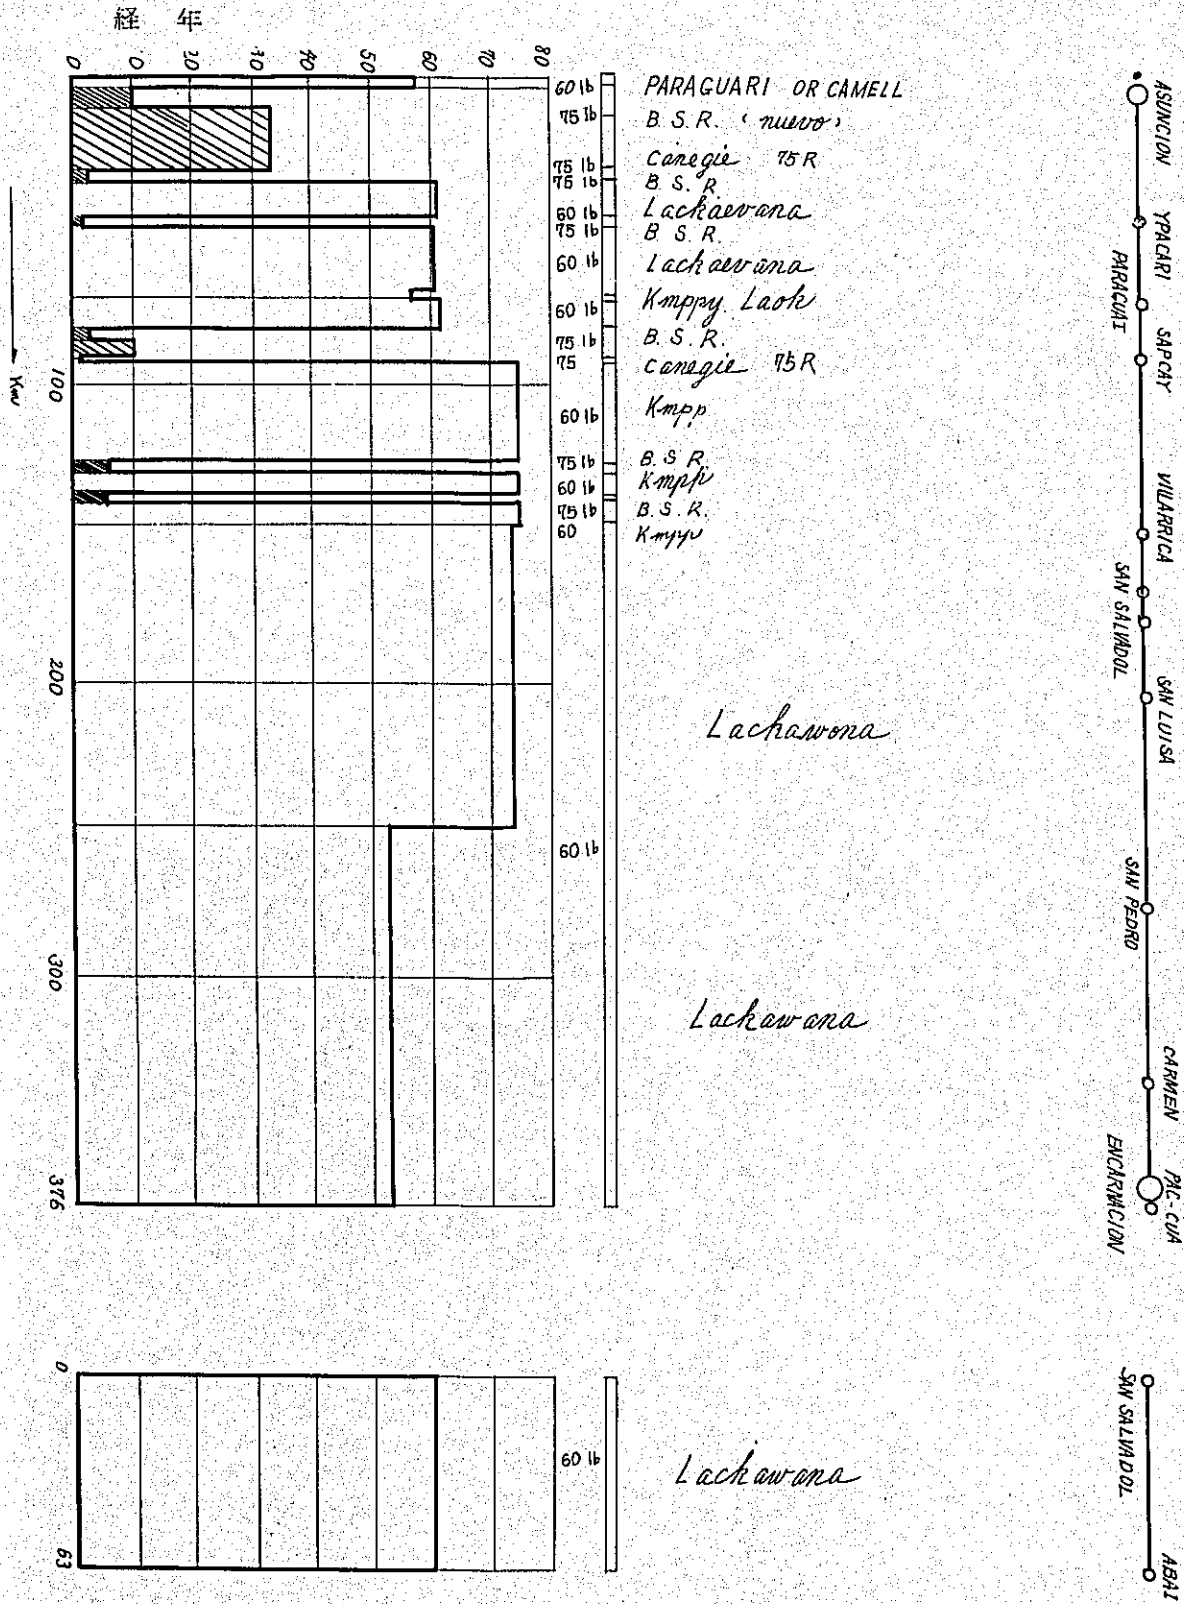 経年
0 10 20 30 40 50 60 70 80
60 lb PARAGUARI OR CAMELL
75 lb B.S.R. (nuevo)
75 lb Canegie 75R
75 lb B.S.R
60 lb Lackaevana
75 lb B.S.R.
60 lb Lackaevana
60 lb Kmppy Laok
75 lb B.S.R.
75 Canegie 75R
60 lb Kmpp
75 lb B.S R.
60 lb Kmpp
75 lb B.S.R.
60
Km
100
200
300
376
Lackawona
60 lb
Lackawana
0
63
60 lb
Lackawana
ASUNCION
YPACARI
PARAGUAI
SAPCAY
VILARRICA
SAN SALVADOL
SAN LUISA
SAN PEDRO
CARMEN
PAC-CUA
ENCARNACION
SAN SALVADOL
ABAI